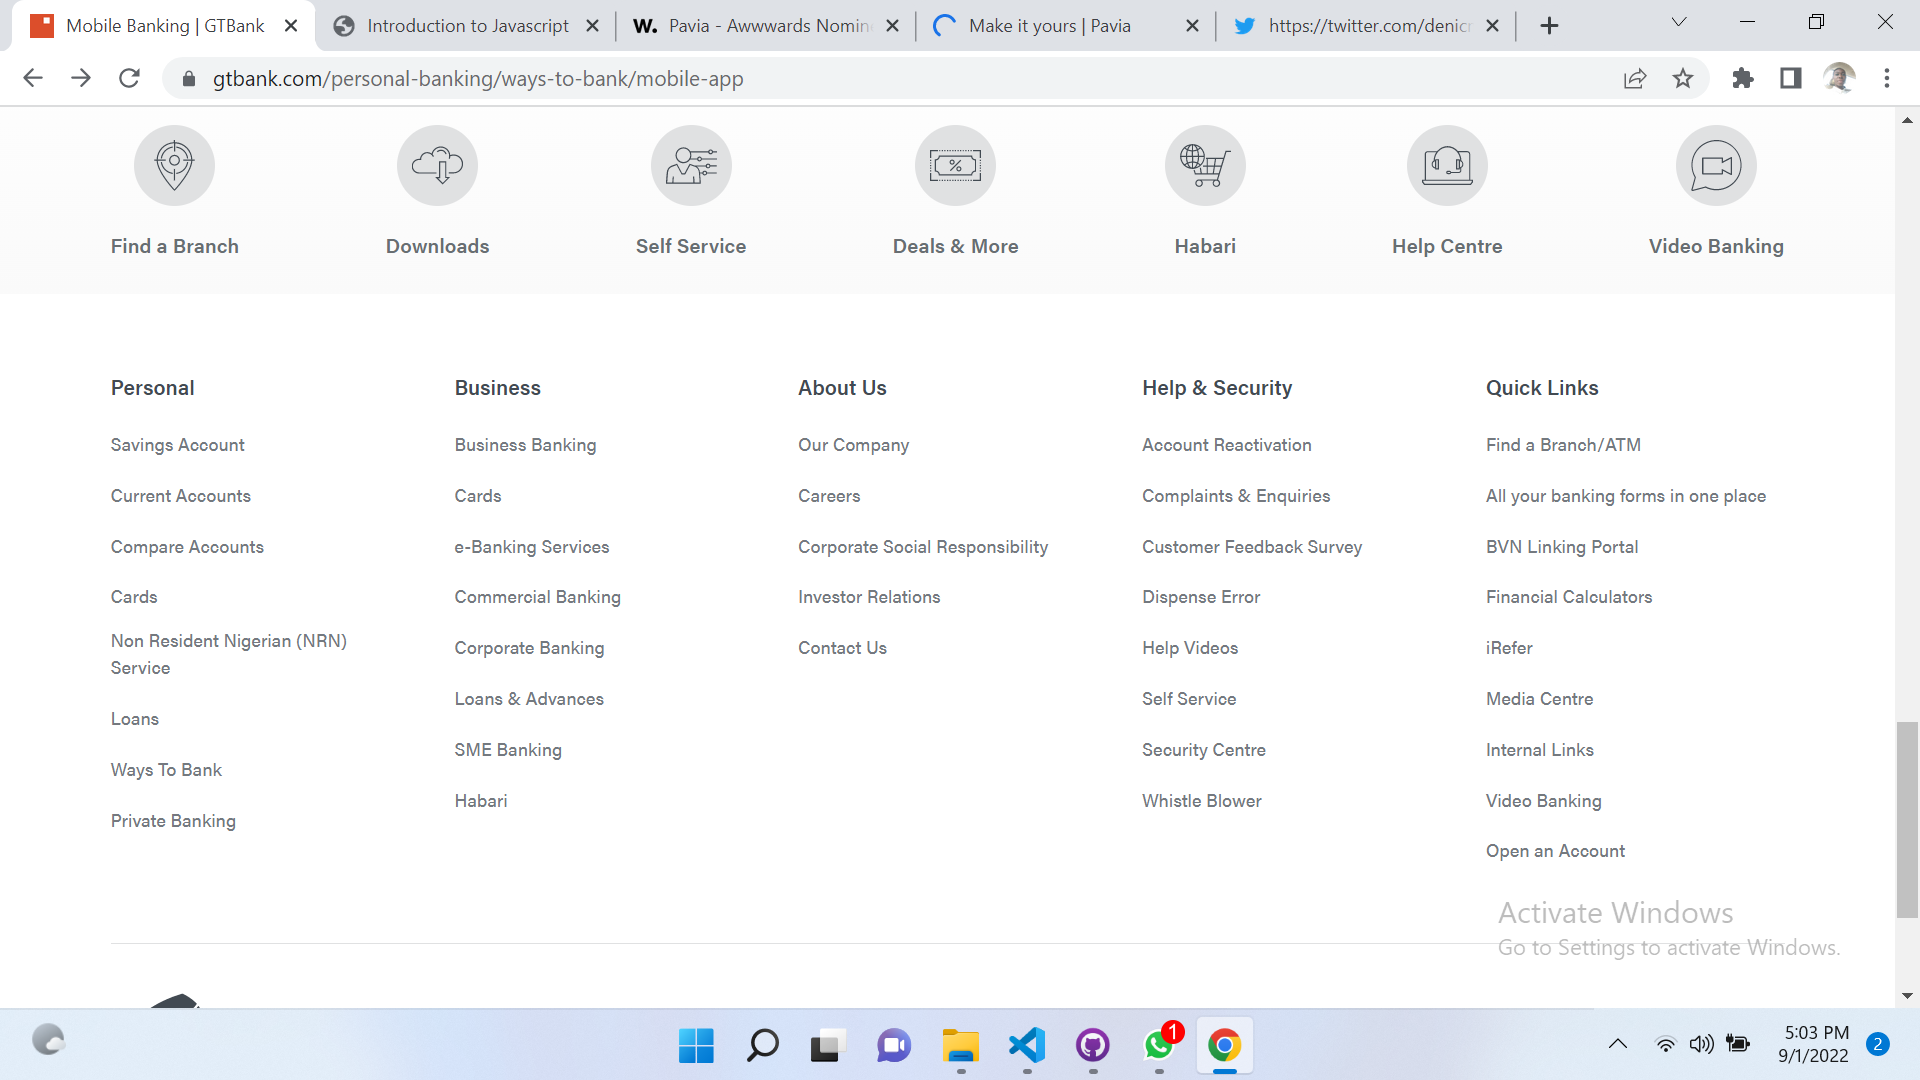 Mobile Banking | GTBank
Introduction to Javascript
W. Pavia - Awwwards Nomin
Make it yours | Pavia
https://twitter.com/denicr
gtbank.com/personal-banking/ways-to-bank/mobile-app
Find a Branch
Downloads
Self Service
Deals & More
Habari
Help Centre
Video Banking
Personal
Savings Account
Current Accounts
Compare Accounts
Cards
Non Resident Nigerian (NRN)
Service
Loans
Ways To Bank
Private Banking
Business
Business Banking
Cards
e-Banking Services
Commercial Banking
Corporate Banking
Loans & Advances
SME Banking
Habari
About Us
Our Company
Careers
Corporate Social Responsibility
Investor Relations
Contact Us
Help & Security
Account Reactivation
Complaints & Enquiries
Customer Feedback Survey
Dispense Error
Help Videos
Self Service
Security Centre
Whistle Blower
Quick Links
Find a Branch/ATM
All your banking forms in one place
BVN Linking Portal
Financial Calculators
iRefer
Media Centre
Internal Links
Video Banking
Open an Account
Activate Windows
Go to Settings to activate Windows.
1
5:03 PM
9/1/2022
2